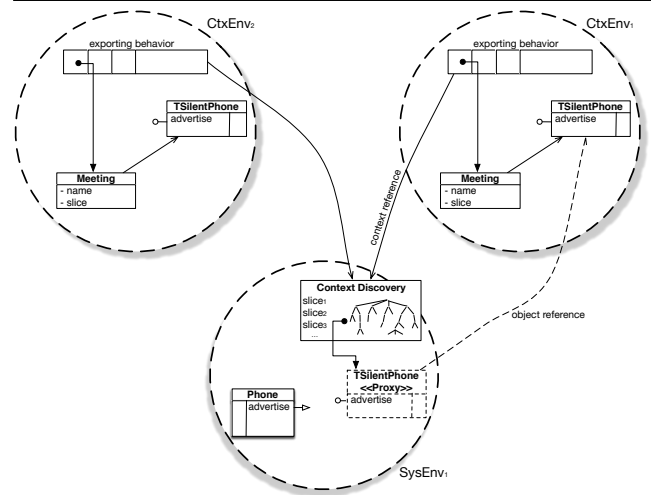 CtxEnv₂
CtxEnv₁
exporting behavior
exporting behavior
TSilentPhone
advertise
TSilentPhone
advertise
Meeting
- name
- slice
Meeting
- name
- slice
context reference
Context Discovery
slice₁
slice₂
slice₃
...
object reference
TSilentPhone
<<Proxy>>
advertise
Phone
advertise
SysEnv₁